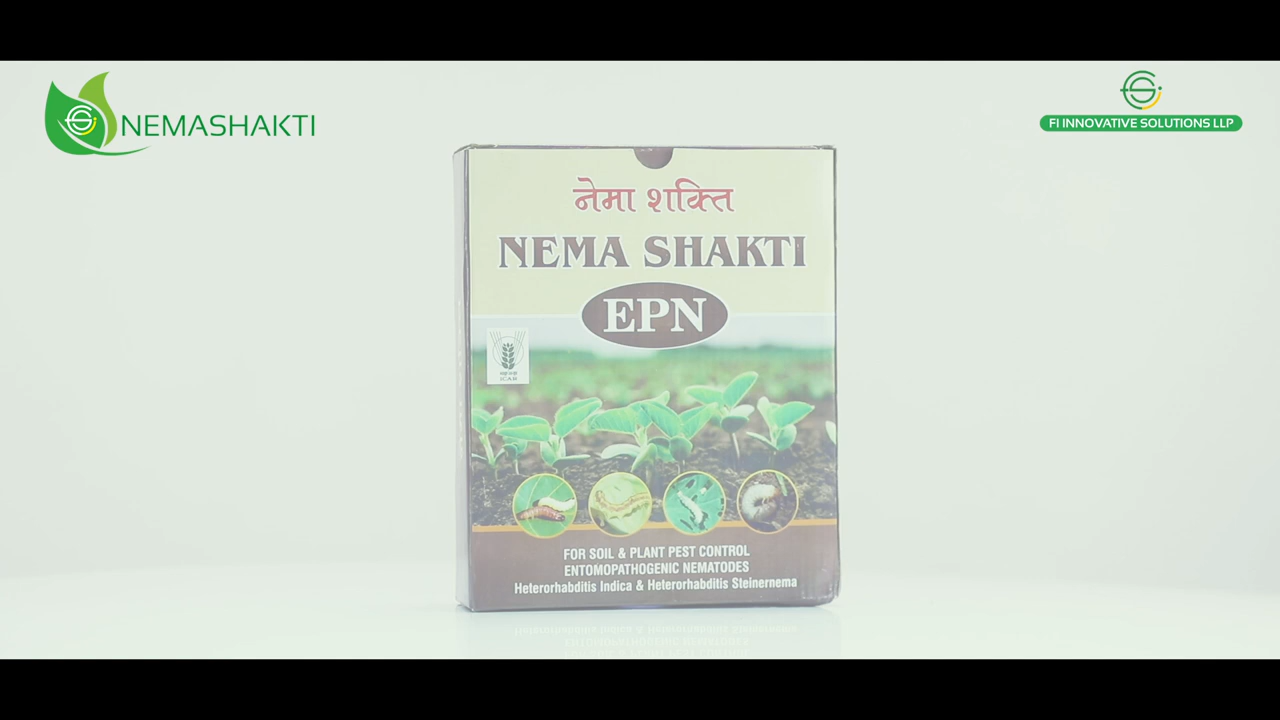 NEMASHAKTI
FI INNOVATIVE SOLUTIONS LLP
नेमा शक्ति
NEMA SHAKTI
EPN
ICAR
FOR SOIL & PLANT PEST CONTROL
ENTOMOPATHOGENIC NEMATODES
Heterorhabditis Indica & Heterorhabditis Steinernema